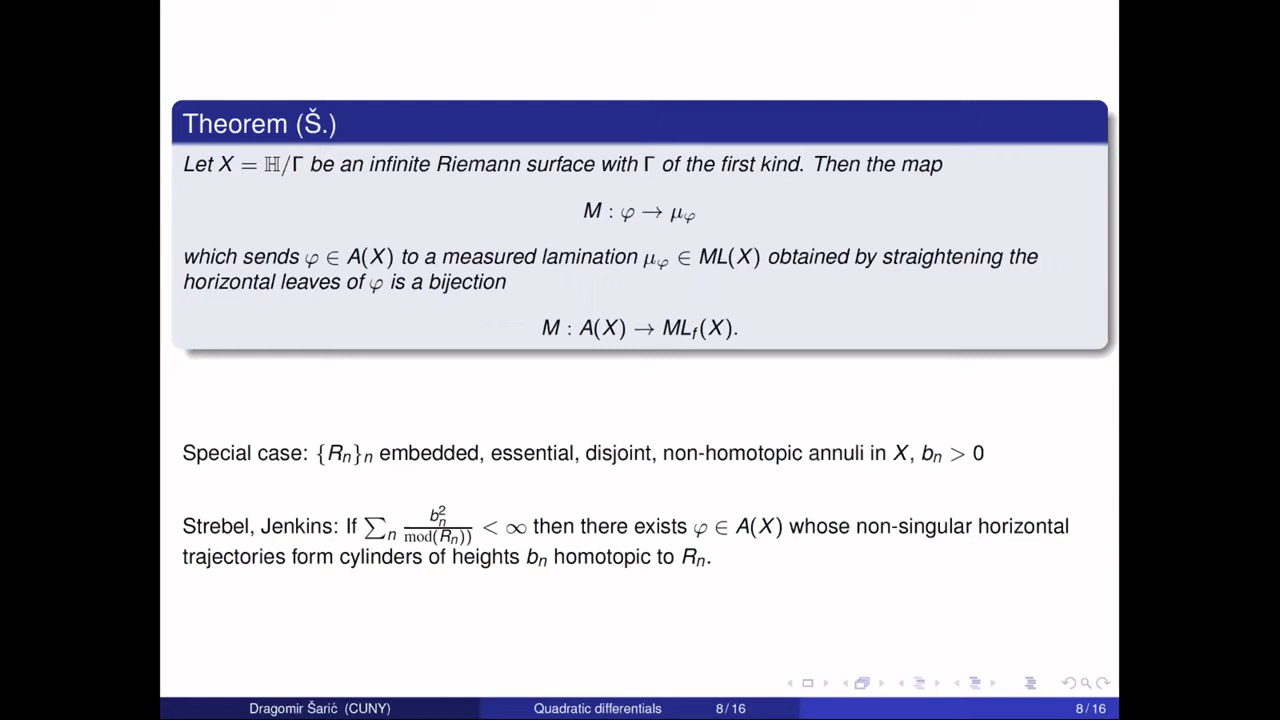 Theorem (Š.)
Let X = ℍ/Γ be an infinite Riemann surface with Γ of the first kind. Then the map
M : φ → μ_φ
which sends φ ∈ A(X) to a measured lamination μ_φ ∈ ML(X) obtained by straightening the
horizontal leaves of φ is a bijection
M : A(X) → ML_f(X).
Special case: {R_n}_n embedded, essential, disjoint, non-homotopic annuli in X, b_n > 0
Strebel, Jenkins: If ∑_n b_n^2/mod(R_n)) < ∞ then there exists φ ∈ A(X) whose non-singular horizontal
trajectories form cylinders of heights b_n homotopic to R_n.
Dragomir Šarić (CUNY) Quadratic differentials 8/16 8/16